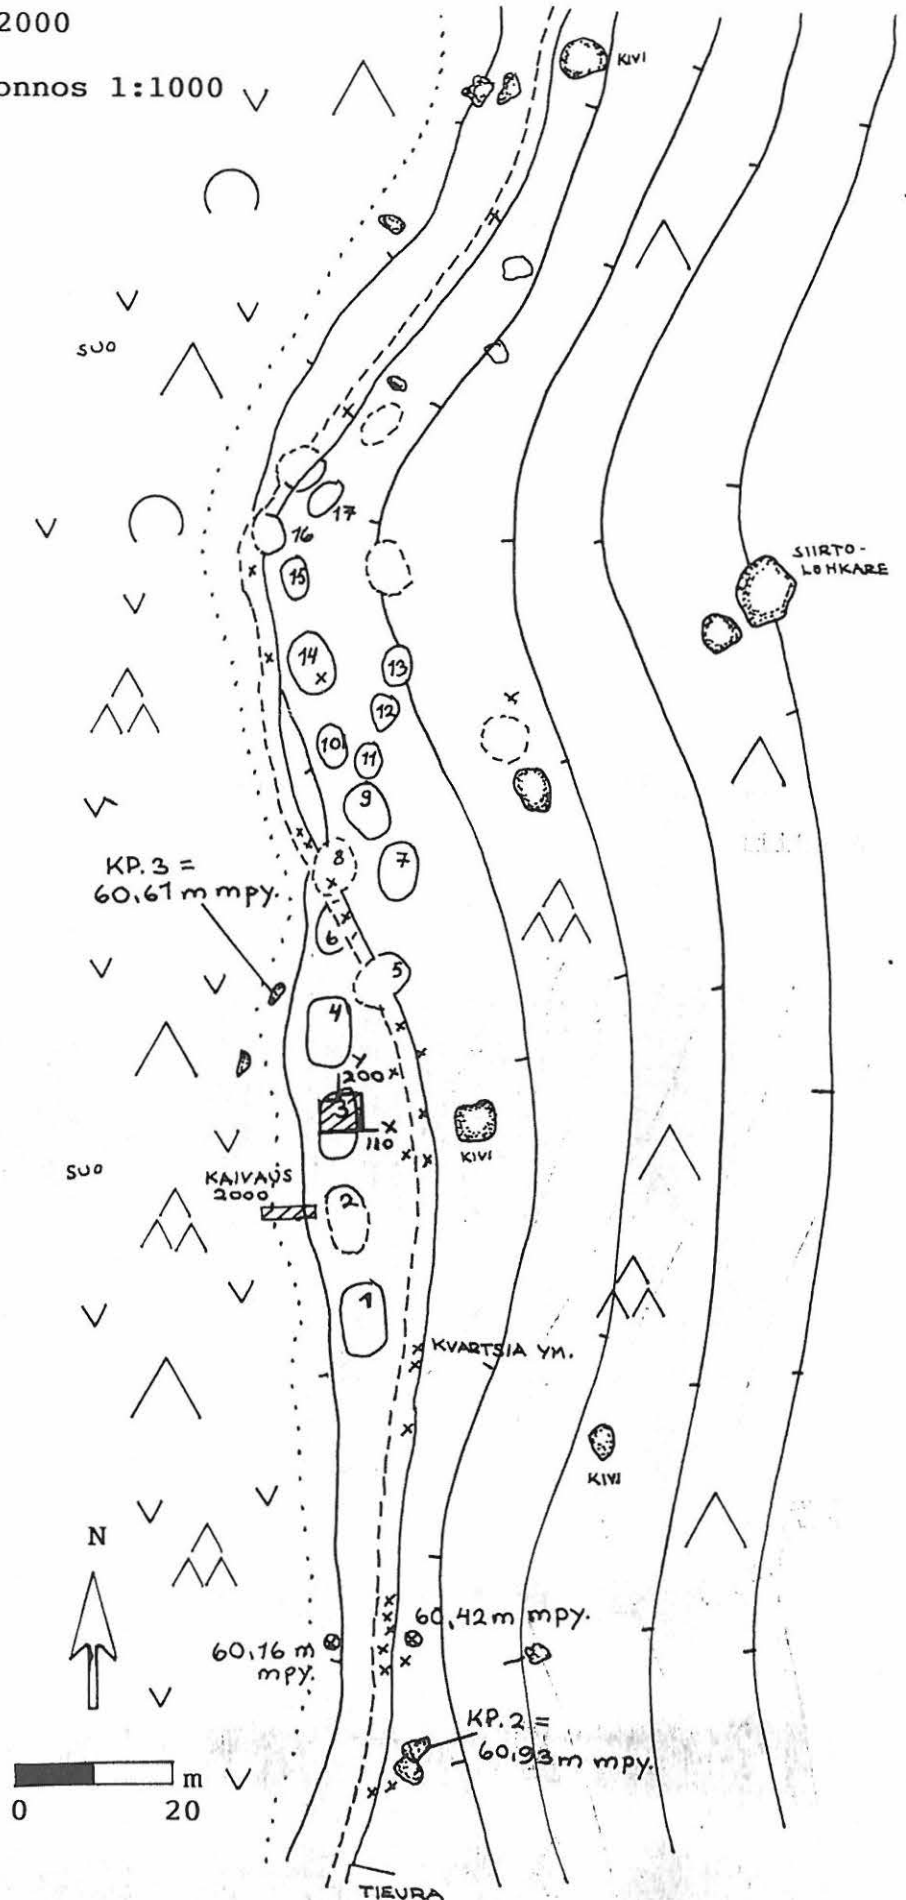 2000
onnos 1:1000
KIVI
SUO
17
16
15
SIIRTO-
LOHKARE
14
13
12
10
11
9
8
7
KP. 3 =
60,67 m mpy.
6
5
4
Y
200
3
X
110
KIVI
SUO
KAIVAUS
2000
2
1
KVARTSIA YM.
KIVI
N
60,42 m mpy.
60,16 m
mpy.
KP. 2 =
60,93 m mpy.
m
0 20
TIEURA